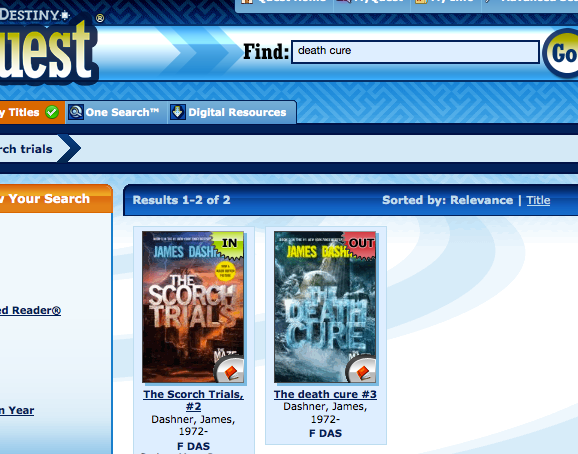 DESTINY
uest®
Find: death cure Go
y Titles One Search™ Digital Resources
rch trials
w Your Search
Results 1-2 of 2 Sorted by: Relevance | Title
IN
JAMES DASH
THE
SCORCH
TRIALS
OUT
JAMES DASH
THE
DEATH
CURE
ed Reader®
n Year
The Scorch Trials,
#2
Dashner, James,
1972-
F DAS
The death cure #3
Dashner, James,
1972-
F DAS